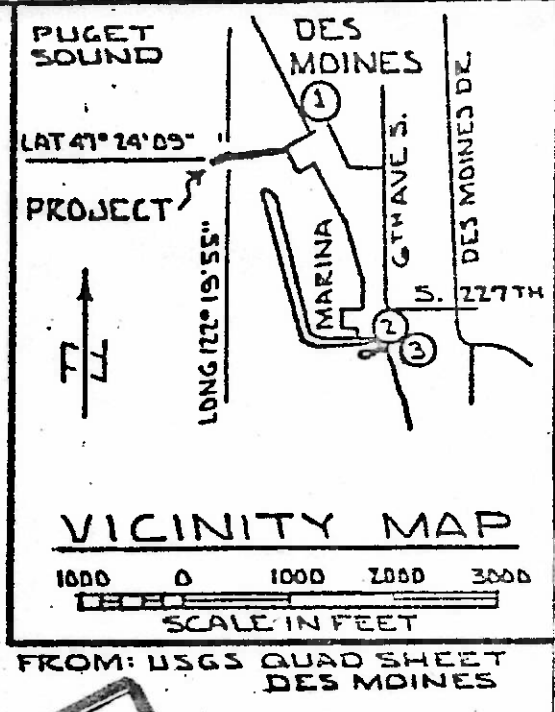 PUGET
SOUND
DES
MOINES
1
LAT 47° 24' 09"
PROJECT
LONG 122° 19' 55"
MARINA
6TH AVE S.
DES MOINES DR.
S. 227TH
2
3
VICINITY MAP
1000 0 1000 2000 3000
SCALE IN FEET
FROM: USGS QUAD SHEET
DES MOINES